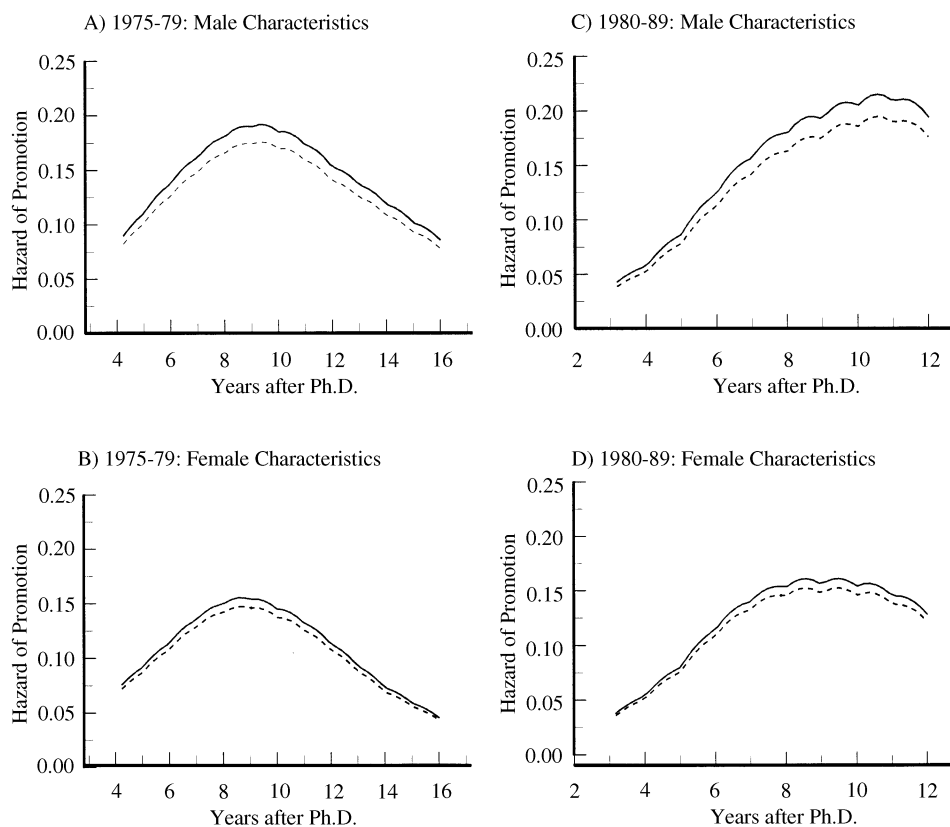 A) 1975-79: Male Characteristics
0.25
0.20
0.15
0.10
0.05
0.00
Hazard of Promotion
4 6 8 10 12 14 16
Years after Ph.D.
C) 1980-89: Male Characteristics
0.25
0.20
0.15
0.10
0.05
0.00
Hazard of Promotion
2 4 6 8 10 12
Years after Ph.D.
B) 1975-79: Female Characteristics
0.25
0.20
0.15
0.10
0.05
0.00
Hazard of Promotion
4 6 8 10 12 14 16
Years after Ph.D.
D) 1980-89: Female Characteristics
0.25
0.20
0.15
0.10
0.05
0.00
Hazard of Promotion
2 4 6 8 10 12
Years after Ph.D.